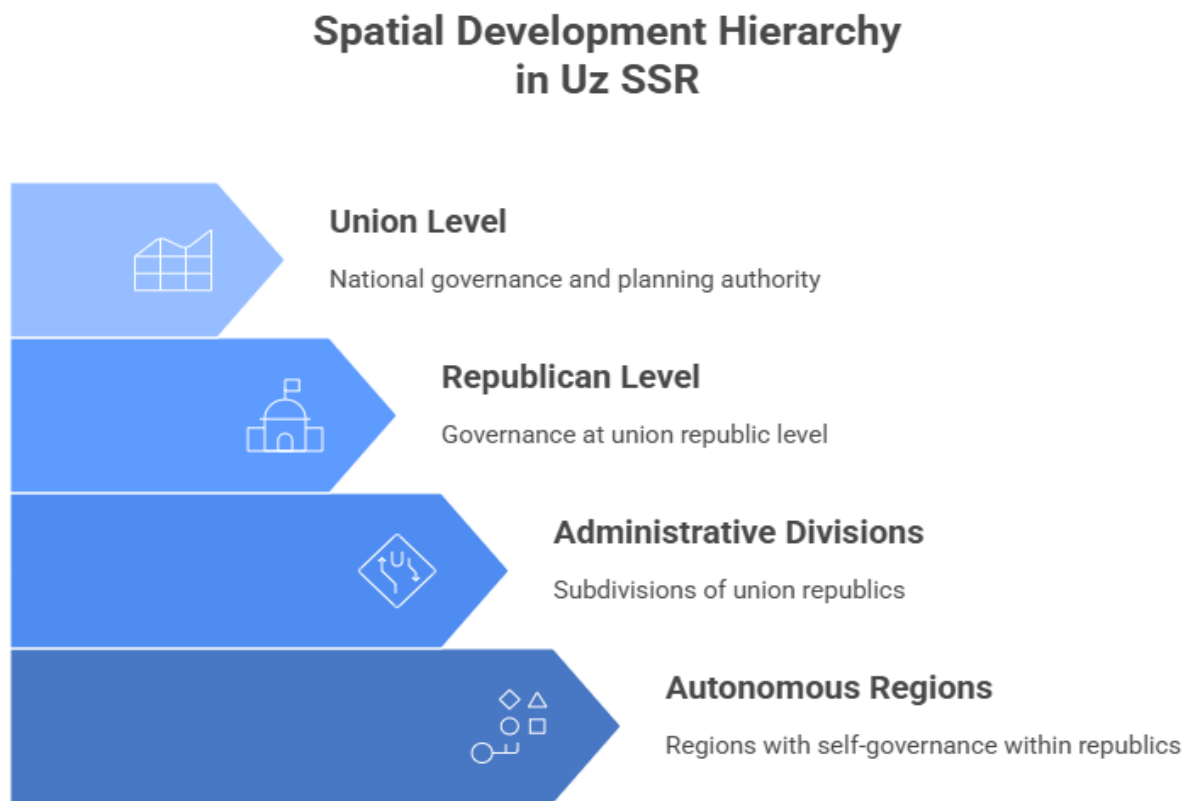 Spatial Development Hierarchy
in Uz SSR
Union Level
National governance and planning authority
Republican Level
Governance at union republic level
U
Administrative Divisions
Subdivisions of union republics
Autonomous Regions
Regions with self-governance within republics